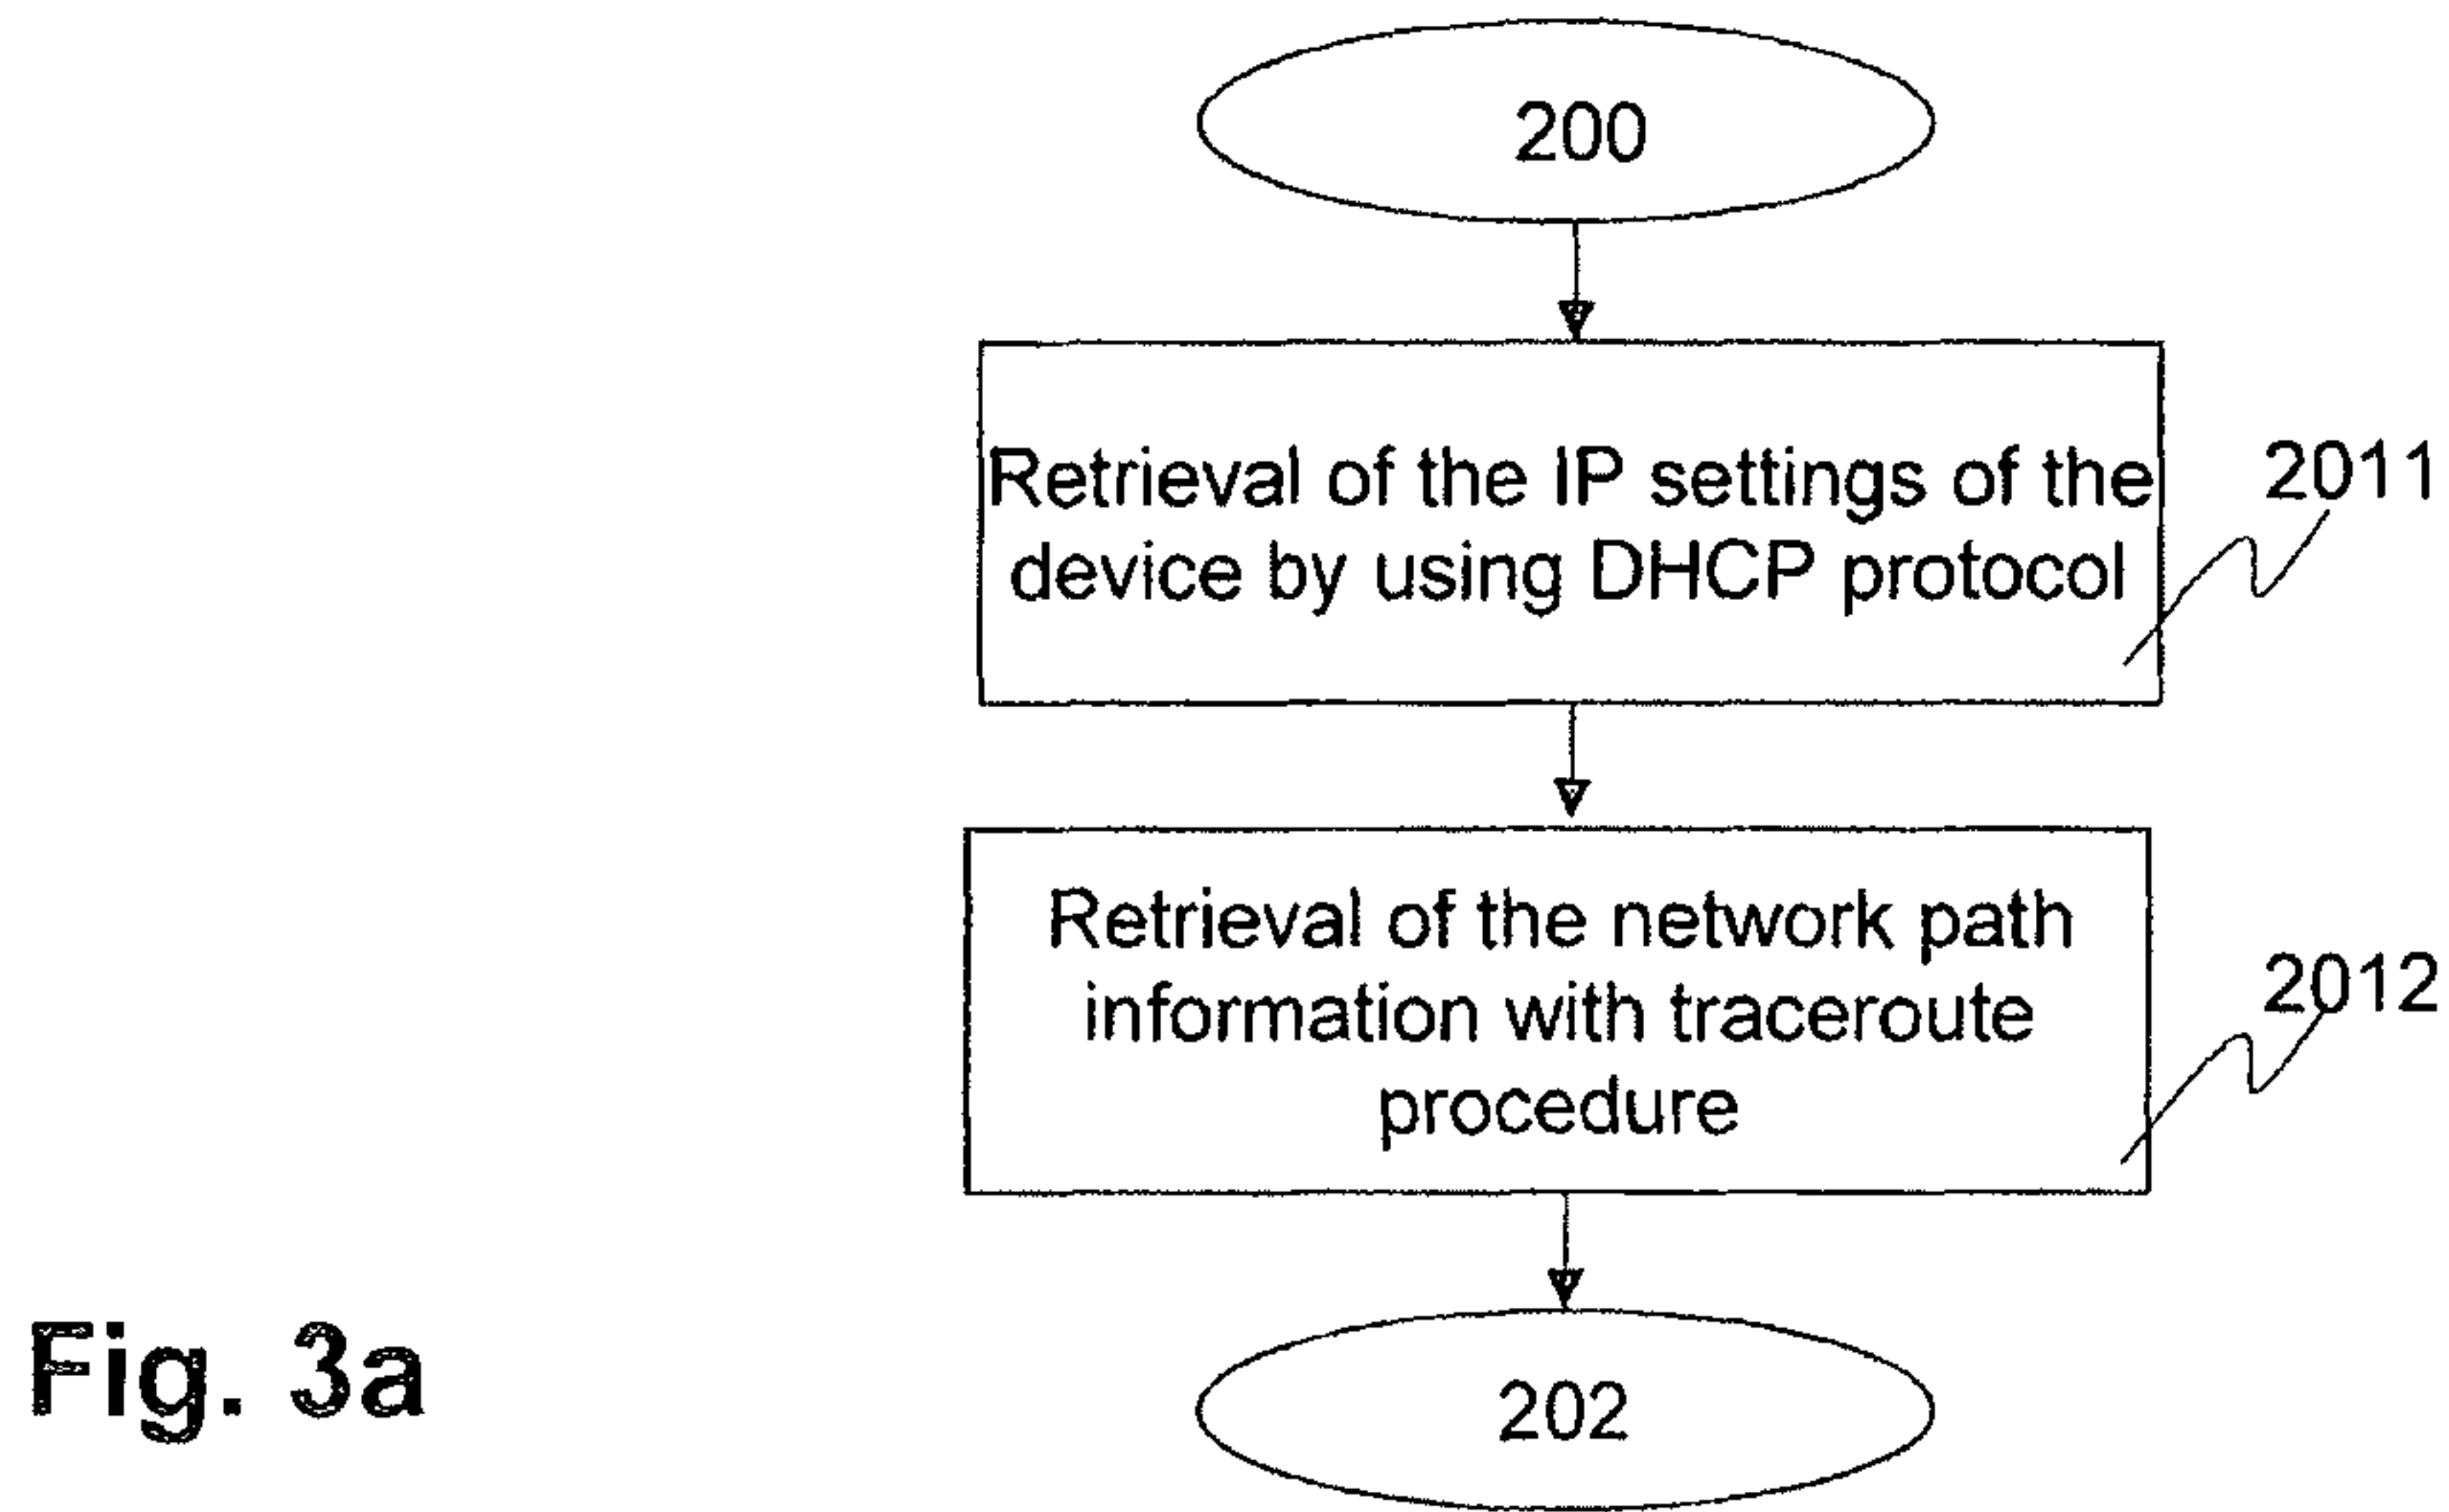 200
Retrieval of the IP settings of the
device by using DHCP protocol
2011
Retrieval of the network path
information with traceroute
procedure
2012
202
Fig. 3a